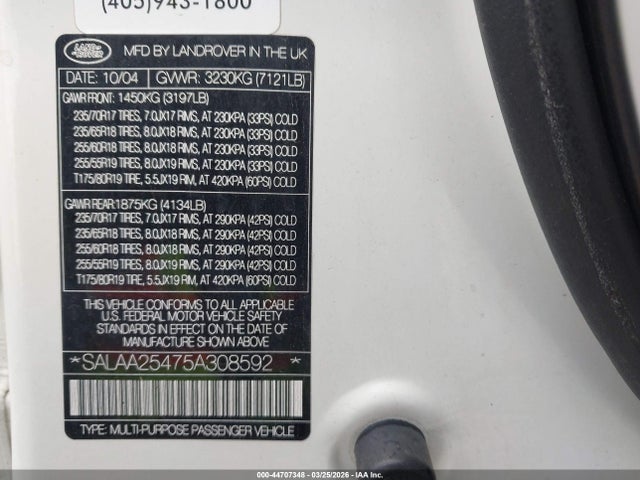 (405)943-1800
LAND ROVER
MFD BY LANDROVER IN THE UK
DATE: 10/04 GVWR: 3230KG (7121LB)
GAWR FRONT: 1450KG (3197LB)
235/70R17 TIRES, 7.0JX17 RIMS, AT 230KPA (33PSI) COLD
235/65R18 TIRES, 8.0JX18 RIMS, AT 230KPA (33PSI) COLD
255/60R18 TIRES, 8.0JX18 RIMS, AT 230KPA (33PSI) COLD
255/55R19 TIRES, 8.0JX19 RIMS, AT 230KPA (33PSI) COLD
T175/80R19 TIRE, 5.5JX19 RIM, AT 420KPA (60PSI) COLD
GAWR REAR:1875KG (4134LB)
235/70R17 TIRES, 7.0JX17 RIMS, AT 290KPA (42PSI) COLD
235/65R18 TIRES, 8.0JX18 RIMS, AT 290KPA (42PSI) COLD
255/60R18 TIRES, 8.0JX18 RIMS, AT 290KPA (42PSI) COLD
255/55R19 TIRES, 8.0JX19 RIMS, AT 290KPA (42PSI) COLD
T175/80R19 TIRE, 5.5JX19 RIM, AT 420KPA (60PSI) COLD
THIS VEHICLE CONFORMS TO ALL APPLICABLE
U.S. FEDERAL MOTOR VEHICLE SAFETY
STANDARDS IN EFFECT ON THE DATE OF
MANUFACTURE SHOWN ABOVE
*SALAA25475A308592 *
TYPE: MULTI-PURPOSE PASSENGER VEHICLE
000-44707348 - 03/25/2026 - IAA Inc.